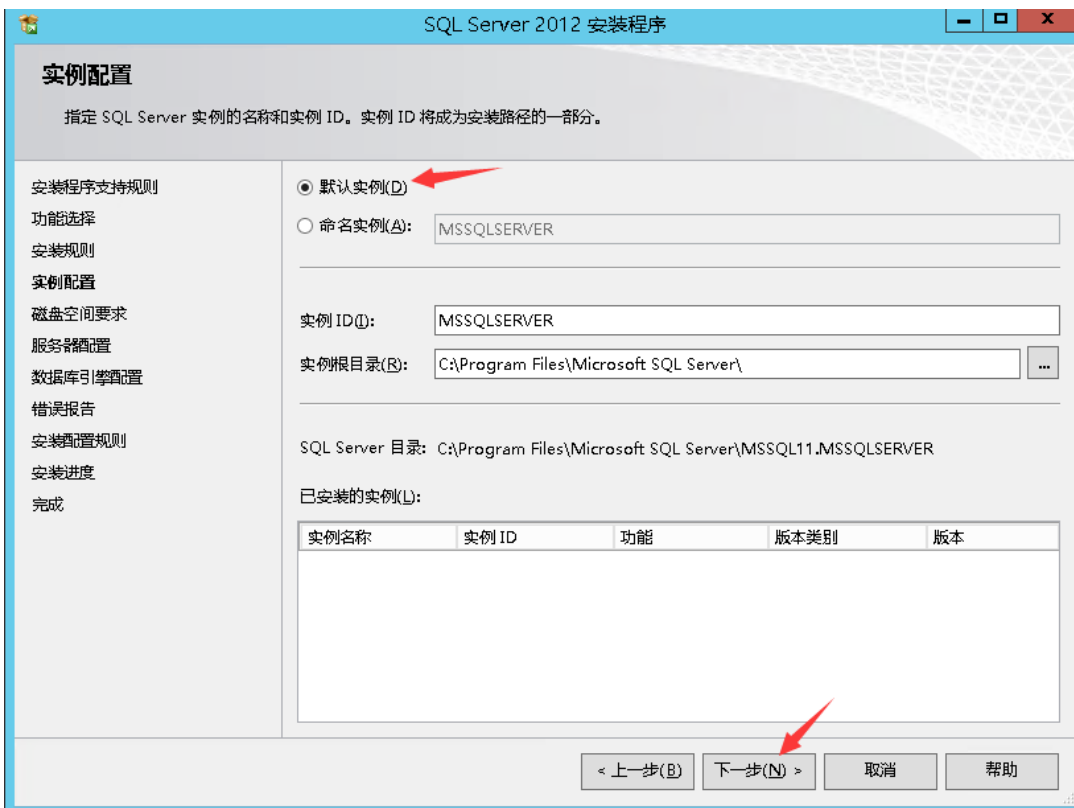 SQL Server 2012 安装程序
实例配置
指定 SQL Server 实例的名称和实例 ID。实例 ID 将成为安装路径的一部分。
安装程序支持规则
功能选择
安装规则
实例配置
磁盘空间要求
服务器配置
数据库引擎配置
错误报告
安装配置规则
安装进度
完成
默认实例(D)
命名实例(A): MSSQLSERVER
实例 ID(I): MSSQLSERVER
实例根目录(R): C:\Program Files\Microsoft SQL Server\ ...
SQL Server 目录: C:\Program Files\Microsoft SQL Server\MSSQL11.MSSQLSERVER
已安装的实例(L):
实例名称 实例 ID 功能 版本类别 版本
< 上一步(B) 下一步(N) > 取消 帮助